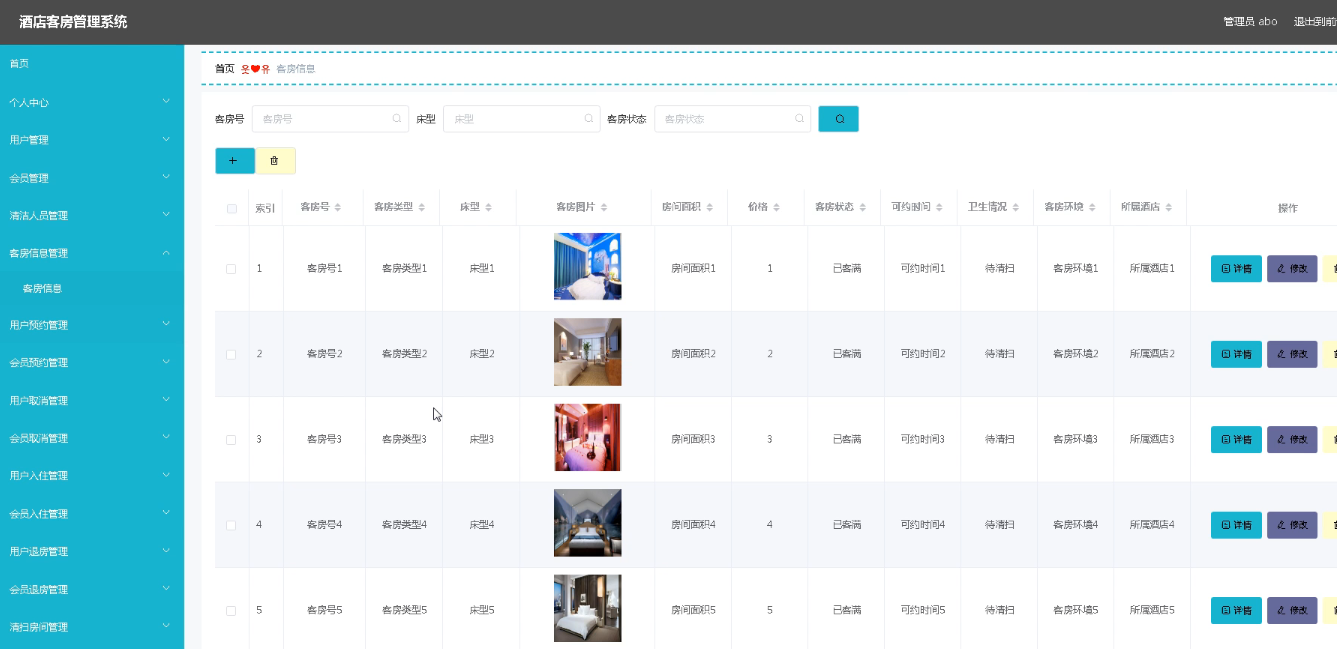 酒店客房管理系统
管理员 abo 退出到前
首页
个人中心
用户管理
会员管理
清洁人员管理
客房信息管理
客房信息
用户预约管理
会员预约管理
用户取消管理
会员取消管理
用户入住管理
会员入住管理
用户退房管理
会员退房管理
清扫房间管理
首页 웃❤유 客房信息
客房号 客房号 床型 床型 客房状态 客房状态
索引 客房号 客房类型 床型 客房图片 房间面积 价格 客房状态 可约时间 卫生情况 客房环境 所属酒店 操作
1 客房号1 客房类型1 床型1 房间面积1 1 已客满 可约时间1 待清扫 客房环境1 所属酒店1 详情 修改
2 客房号2 客房类型2 床型2 房间面积2 2 已客满 可约时间2 待清扫 客房环境2 所属酒店2 详情 修改
3 客房号3 客房类型3 床型3 房间面积3 3 已客满 可约时间3 待清扫 客房环境3 所属酒店3 详情 修改
4 客房号4 客房类型4 床型4 房间面积4 4 已客满 可约时间4 待清扫 客房环境4 所属酒店4 详情 修改
5 客房号5 客房类型5 床型5 房间面积5 5 已客满 可约时间5 待清扫 客房环境5 所属酒店5 详情 修改